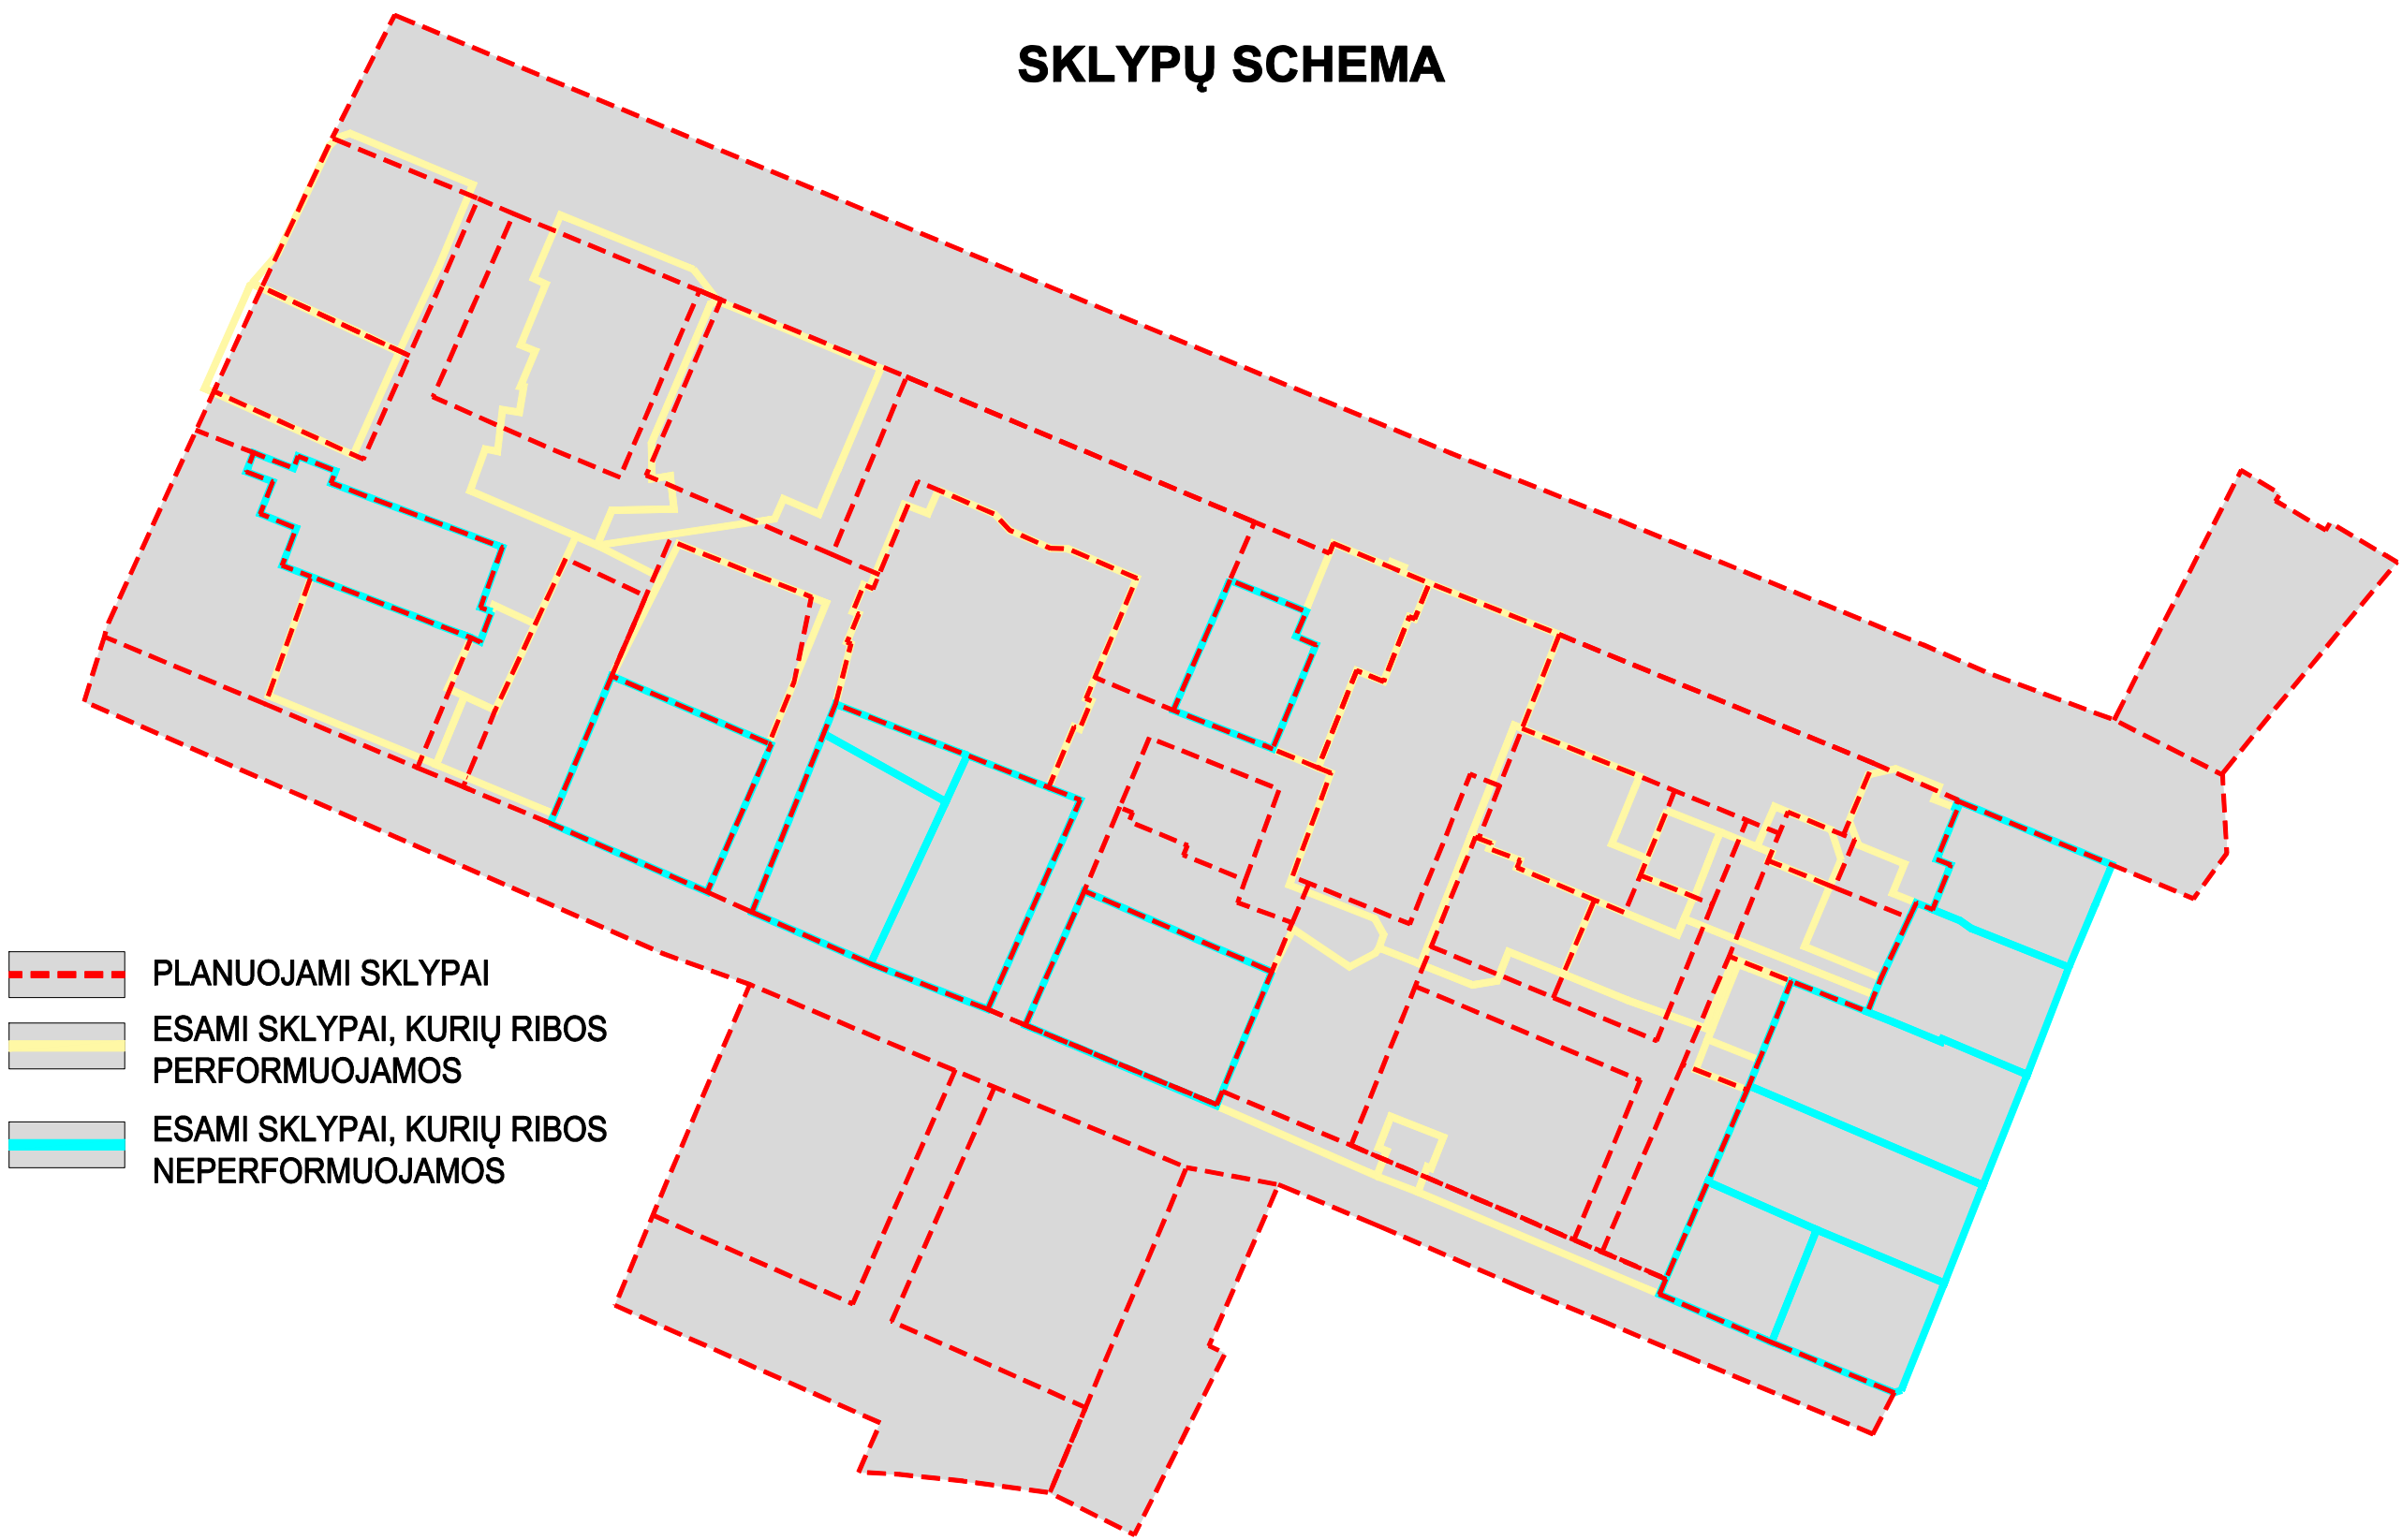 SKLYPŲ SCHEMA
PLANUOJAMI SKLYPAI
ESAMI SKLYPAI, KURIŲ RIBOS
PERFORMUOJAMOS
ESAMI SKLYPAI, KURIŲ RIBOS
NEPERFORMUOJAMOS